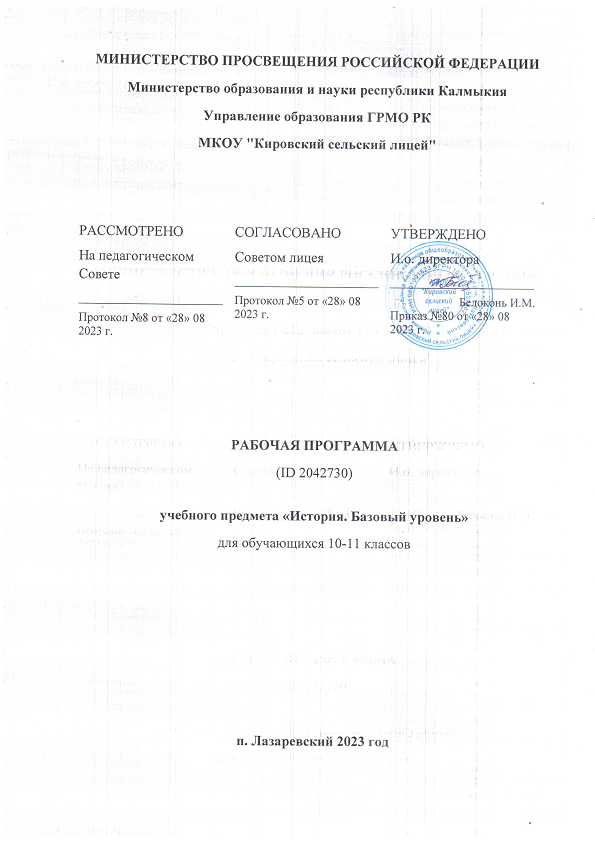 МИНИСТЕРСТВО ПРОСВЕЩЕНИЯ РОССИЙСКОЙ ФЕДЕРАЦИИ
Министерство образования и науки республики Калмыкия
Управление образования ГРМО РК
МКОУ "Кировский сельский лицей"
РАССМОТРЕНО
На педагогическом
Совете
Протокол №8 от «28» 08
2023 г.
СОГЛАСОВАНО
Советом лицея
Протокол №5 от «28» 08
2023 г.
УТВЕРЖДЕНО
И.о. директора
Белоконь И.М.
Приказ №80 от «28» 08
2023 г.
"Кировский
сельский
РАБОЧАЯ ПРОГРАММА
(ID 2042730)
учебного предмета «История. Базовый уровень»
для обучающихся 10-11 классов
п. Лазаревский 2023 год